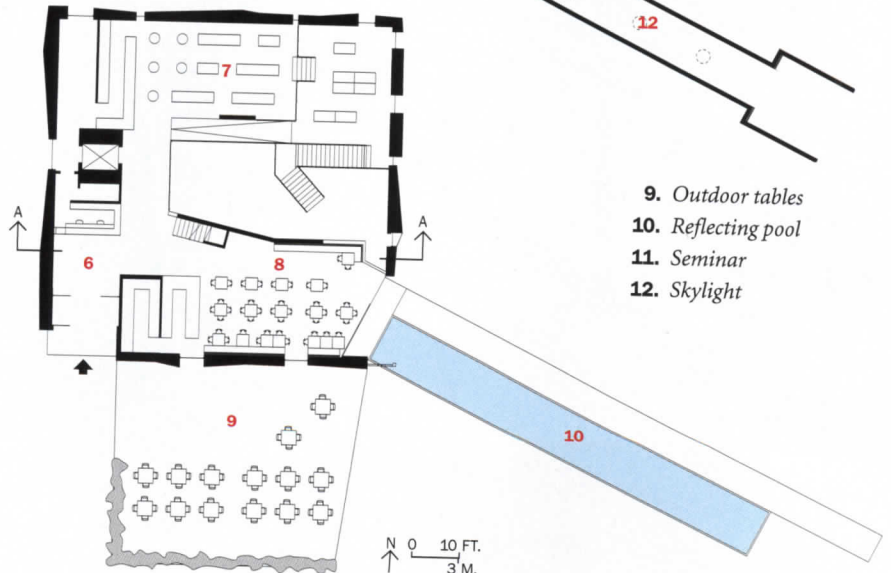 12
7
A
A
6
8
9. Outdoor tables
10. Reflecting pool
11. Seminar
12. Skylight
9
10
N 0 10 FT.
3 M.